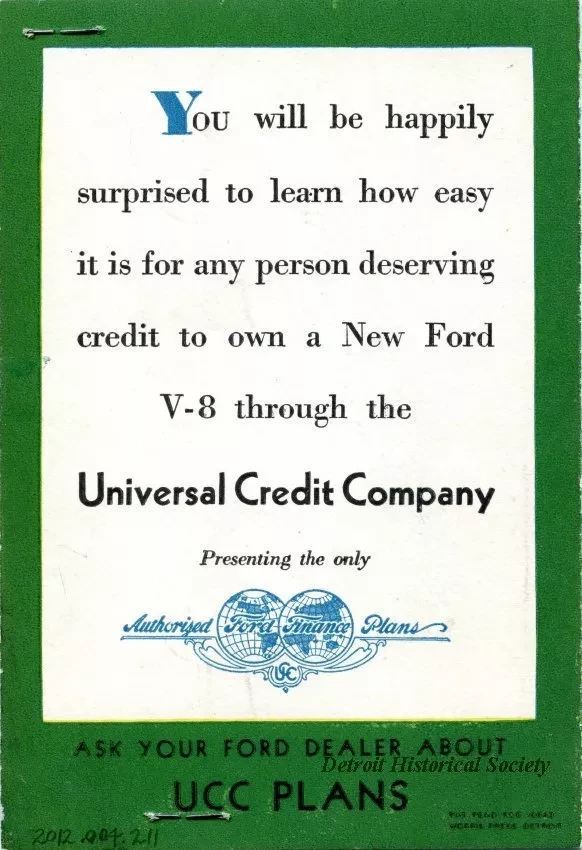 You will be happily
surprised to learn how easy
it is for any person deserving
credit to own a New Ford
V-8 through the
Universal Credit Company
Presenting the only
Authorized Ford Finance Plans
UCC
ASK YOUR FORD DEALER ABOUT
Detroit Historical Society
UCC PLANS
2012.004.211